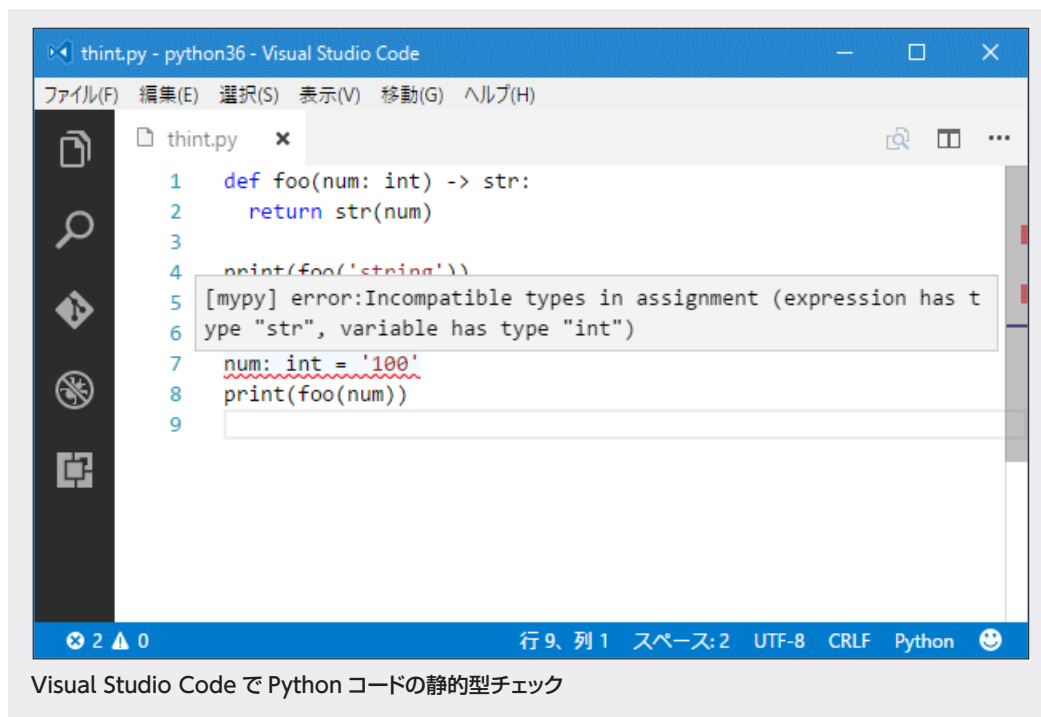 thint.py - python36 - Visual Studio Code
ファイル(F) 編集(E) 選択(S) 表示(V) 移動(G) ヘルプ(H)
thint.py
1 def foo(num: int) -> str:
2 return str(num)
3
4 print(foo('string'))
5
6
[mypy] error:Incompatible types in assignment (expression has t
ype "str", variable has type "int")
7 num: int = '100'
8 print(foo(num))
9
2 0 行 9、列 1 スペース: 2 UTF-8 CRLF Python
Visual Studio Code で Python コードの静的型チェック